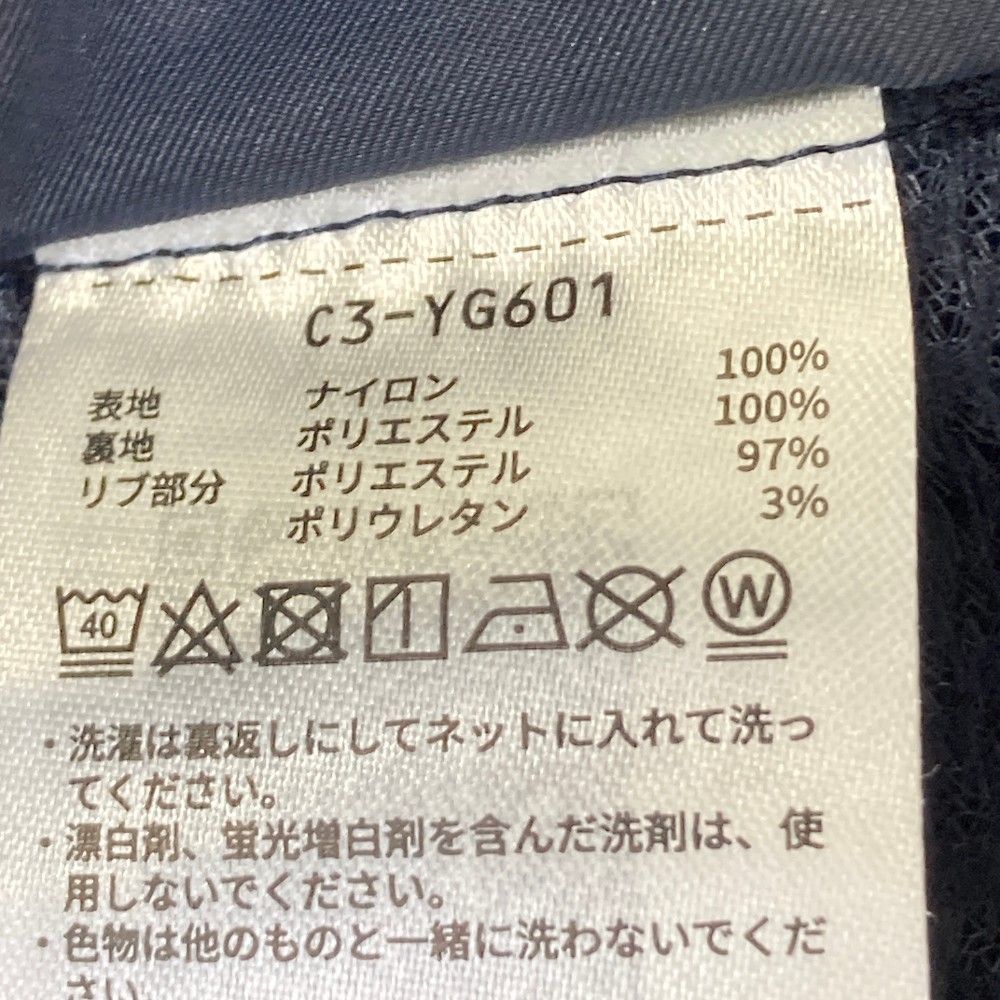 C3-YG601
表地 ナイロン 100%
裏地 ポリエステル 100%
リブ部分 ポリエステル 97%
ポリウレタン 3%
40 W
・洗濯は裏返しにしてネットに入れて洗っ
てください。
・漂白剤、蛍光増白剤を含んだ洗剤は、使
用しないでください。
・色物は他のものと一緒に洗わないでくだ
さい。